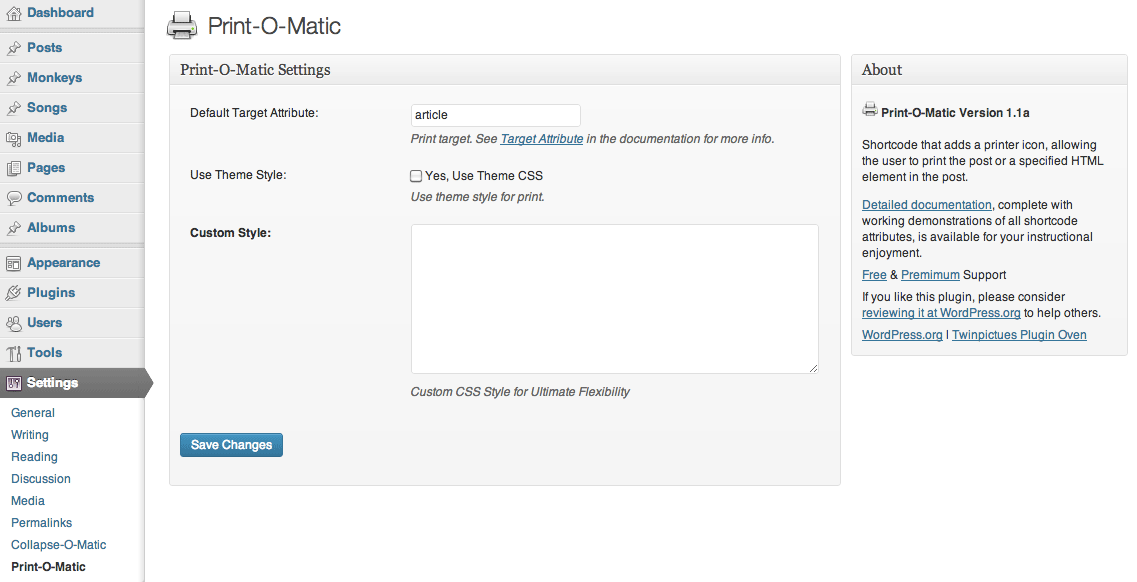 Dashboard
Posts
Monkeys
Songs
Media
Pages
Comments
Albums
Appearance
Plugins
Users
Tools
Settings
General
Writing
Reading
Discussion
Media
Permalinks
Collapse-O-Matic
Print-O-Matic
Print-O-Matic
Print-O-Matic Settings
Default Target Attribute:
article
Print target. See Target Attribute in the documentation for more info.
Use Theme Style:
Yes, Use Theme CSS
Use theme style for print.
Custom Style:
Custom CSS Style for Ultimate Flexibility
Save Changes
About
Print-O-Matic Version 1.1a
Shortcode that adds a printer icon, allowing
the user to print the post or a specified HTML
element in the post.
Detailed documentation, complete with
working demonstrations of all shortcode
attributes, is available for your instructional
enjoyment.
Free & Premimum Support
If you like this plugin, please consider
reviewing it at WordPress.org to help others.
WordPress.org | Twinpictues Plugin Oven